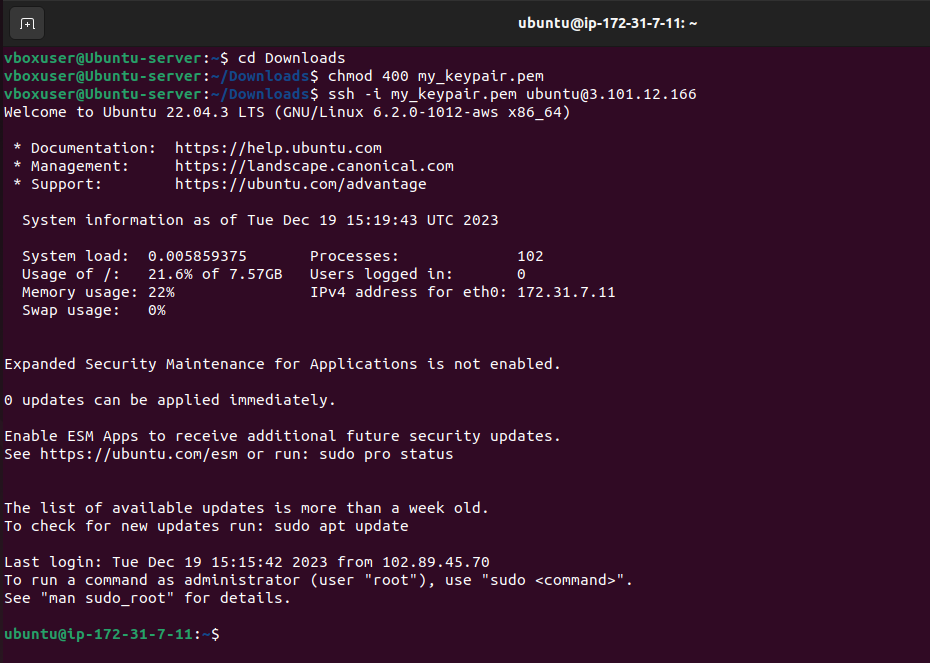 ubuntu@ip-172-31-7-11: ~
vboxuser@Ubuntu-server:~$ cd Downloads
vboxuser@Ubuntu-server:~/Downloads$ chmod 400 my_keypair.pem
vboxuser@Ubuntu-server:~/Downloads$ ssh -i my_keypair.pem ubuntu@3.101.12.166
Welcome to Ubuntu 22.04.3 LTS (GNU/Linux 6.2.0-1012-aws x86_64)

 * Documentation:  https://help.ubuntu.com
 * Management:     https://landscape.canonical.com
 * Support:        https://ubuntu.com/advantage

  System information as of Tue Dec 19 15:19:43 UTC 2023

  System load:  0.005859375       Processes:             102
  Usage of /:   21.6% of 7.57GB   Users logged in:       0
  Memory usage: 22%               IPv4 address for eth0: 172.31.7.11
  Swap usage:   0%

Expanded Security Maintenance for Applications is not enabled.

0 updates can be applied immediately.

Enable ESM Apps to receive additional future security updates.
See https://ubuntu.com/esm or run: sudo pro status

The list of available updates is more than a week old.
To check for new updates run: sudo apt update

Last login: Tue Dec 19 15:15:42 2023 from 102.89.45.70
To run a command as administrator (user "root"), use "sudo <command>".
See "man sudo_root" for details.

ubuntu@ip-172-31-7-11:~$